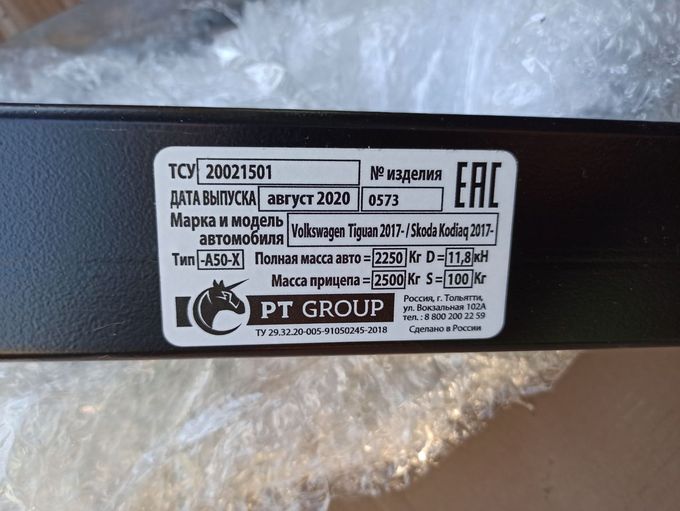 ТСУ 20021501 № изделия ЕАС
ДАТА ВЫПУСКА август 2020 0573
Марка и модель автомобиля Volkswagen Tiguan 2017- / Skoda Kodiaq 2017-
Тип -A50-X Полная масса авто = 2250 Кг D = 11,8 кН
Масса прицепа = 2500 Кг S = 100 Кг
PT GROUP
Россия, г. Тольятти,
ул. Вокзальная 102А
тел. : 8 800 200 22 59
ТУ 29.32.20-005-91050245-2018
Сделано в России